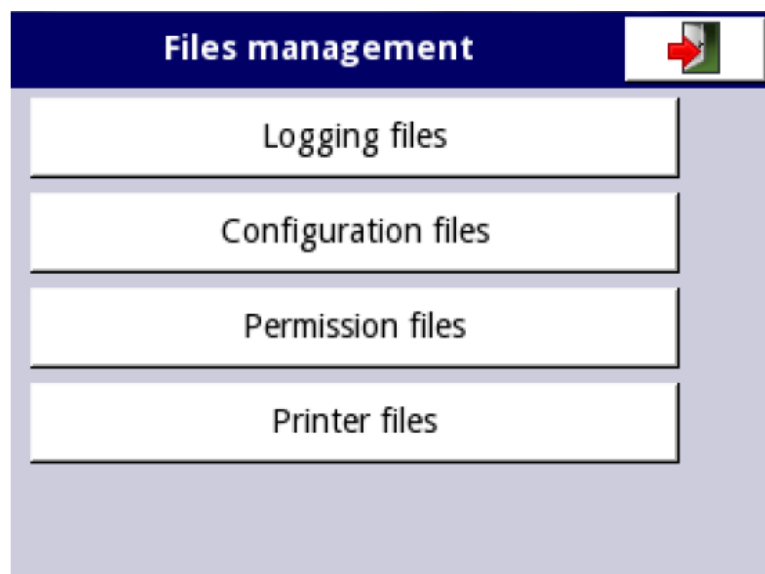 Files management
Logging files
Configuration files
Permission files
Printer files